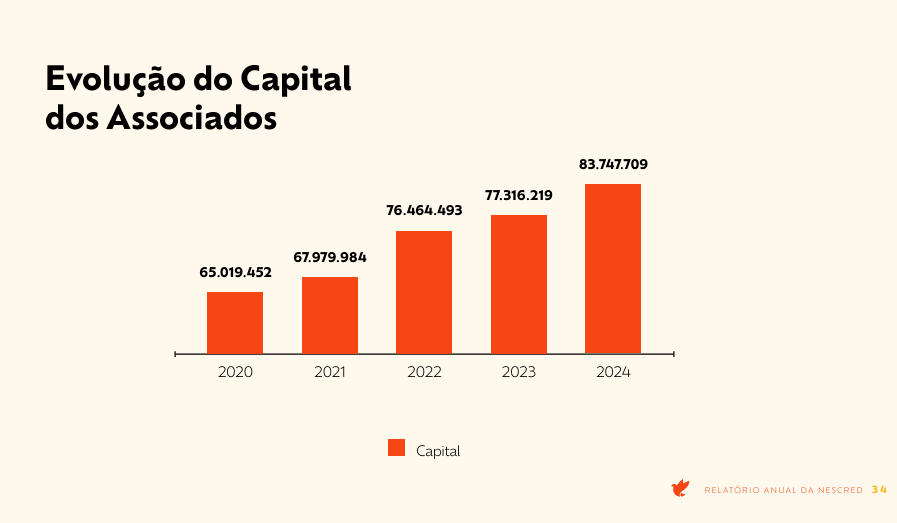 Evolução do Capital
dos Associados
83.747.709
77.316.219
76.464.493
67.979.984
65.019.452
2020 2021 2022 2023 2024
Capital
RELATÓRIO ANUAL DA NESCRED 34